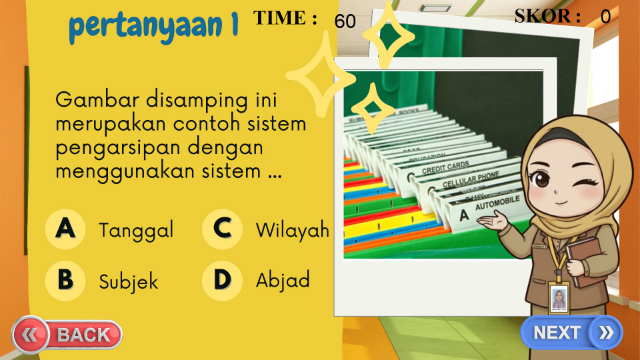 pertanyaan 1
TIME :
60
SKOR :
0
Gambar disamping ini
merupakan contoh sistem
pengarsipan dengan
menggunakan sistem ...
A Tanggal
C Wilayah
B Subjek
D Abjad
CREDIT CARDS
CELLULAR PHONE
A AUTOMOBILE
BACK
NEXT